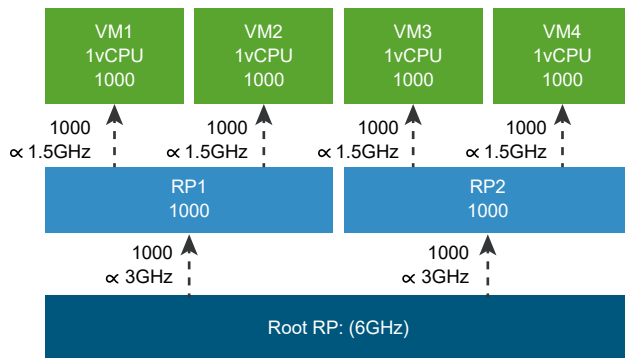 VM1
1vCPU
1000
VM2
1vCPU
1000
VM3
1vCPU
1000
VM4
1vCPU
1000
1000
∝ 1.5GHz
1000
∝ 1.5GHz
1000
∝ 1.5GHz
1000
∝ 1.5GHz
RP1
1000
RP2
1000
1000
∝ 3GHz
1000
∝ 3GHz
Root RP: (6GHz)